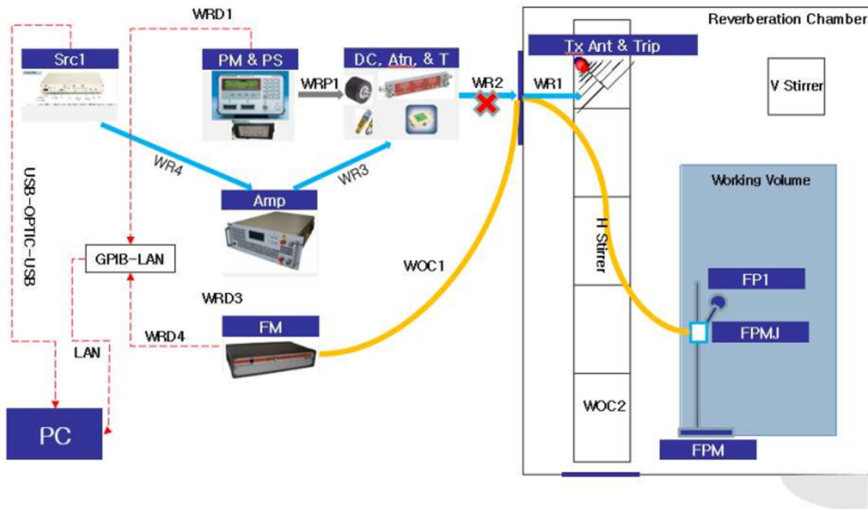 WRD1
Reverberation Chamber
Src1
PM & PS
DC, Atn, & T
Tx Ant & Trip
WRP1
WR2
WR1
V Stirrer
WR4
WR3
Working Volume
Amp
USB-OPTIC-USB
H Stirrer
GPIB-LAN
WOC1
FP1
WRD3
FM
FPMJ
WRD4
LAN
WOC2
PC
FPM